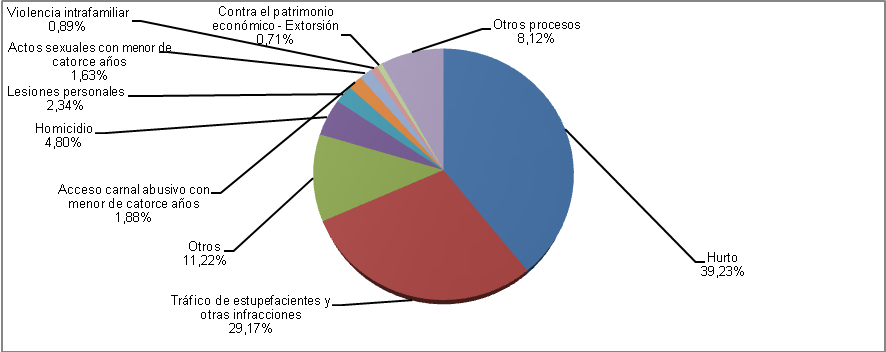 Violencia intrafamiliar
0,89%
Contra el patrimonio
económico - Extorsión
0,71%
Otros procesos
8,12%
Actos sexuales con menor de
catorce años
1,63%
Lesiones personales
2,34%
Homicidio
4,80%
Acceso carnal abusivo con
menor de catorce años
1,88%
Otros
11,22%
Hurto
39,23%
Tráfico de estupefacientes y
otras infracciones
29,17%